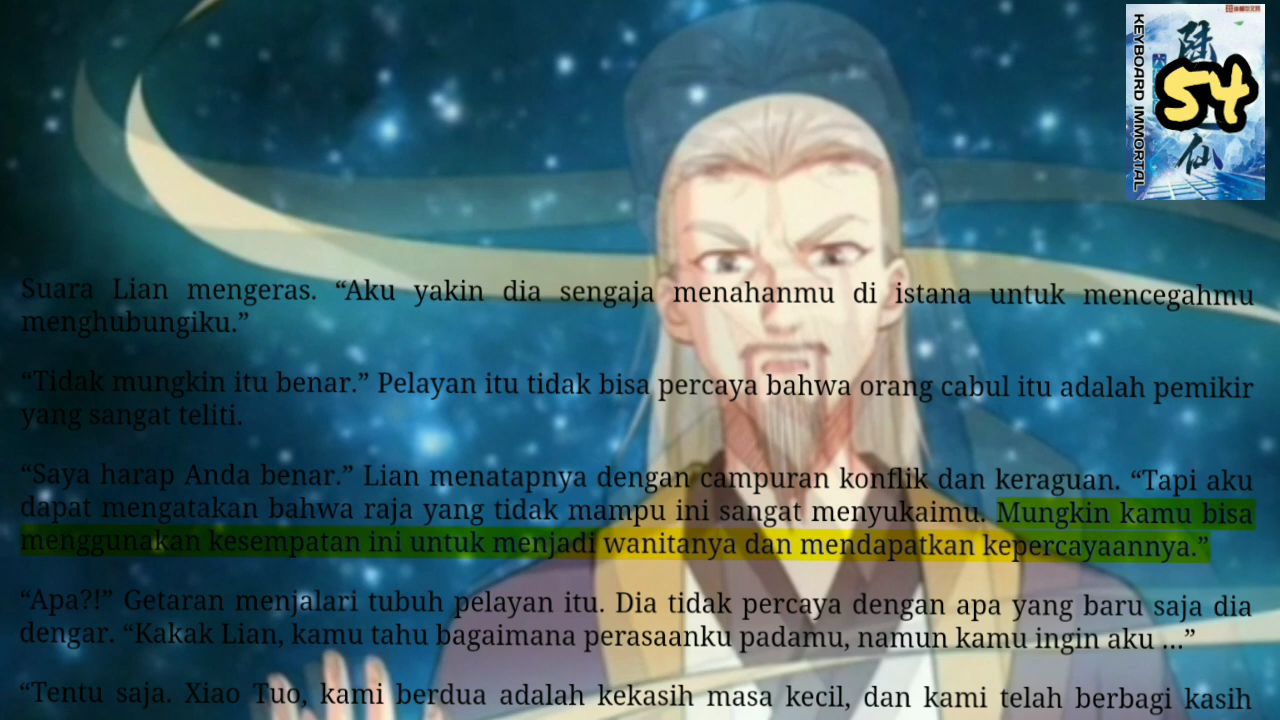 KEYBOARD IMMORTAL
陆
仙
54
Suara Lian mengeras. “Aku yakin dia sengaja menahanmu di istana untuk mencegahmu
menghubungiku.”
“Tidak mungkin itu benar.” Pelayan itu tidak bisa percaya bahwa orang cabul itu adalah pemikir
yang sangat teliti.
“Saya harap Anda benar.” Lian menatapnya dengan campuran konflik dan keraguan. “Tapi aku
dapat mengatakan bahwa raja yang tidak mampu ini sangat menyukaimu. Mungkin kamu bisa
menggunakan kesempatan ini untuk menjadi wanitanya dan mendapatkan kepercayaannya.”
“Apa?!” Getaran menjalari tubuh pelayan itu. Dia tidak percaya dengan apa yang baru saja dia
dengar. “Kakak Lian, kamu tahu bagaimana perasaanku padamu, namun kamu ingin aku ...”
“Tentu saja. Xiao Tuo, kami berdua adalah kekasih masa kecil, dan kami telah berbagi kasih